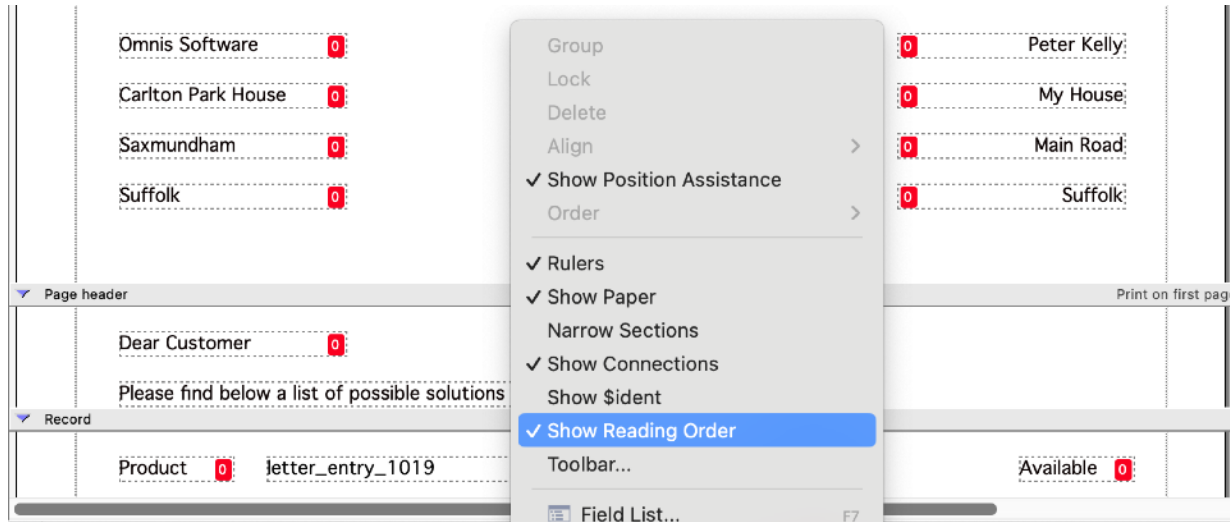 Omnis Software 0
0 Peter Kelly
Carlton Park House 0
0 My House
Saxmundham 0
0 Main Road
Suffolk 0
0 Suffolk
Page header
Print on first pag
Dear Customer 0
Please find below a list of possible solutions
Record
Product 0
letter_entry_1019
Available 0
Group
Lock
Delete
Align >
✓ Show Position Assistance
Order >
✓ Rulers
✓ Show Paper
Narrow Sections
✓ Show Connections
Show $ident
✓ Show Reading Order
Toolbar...
Field List... F7